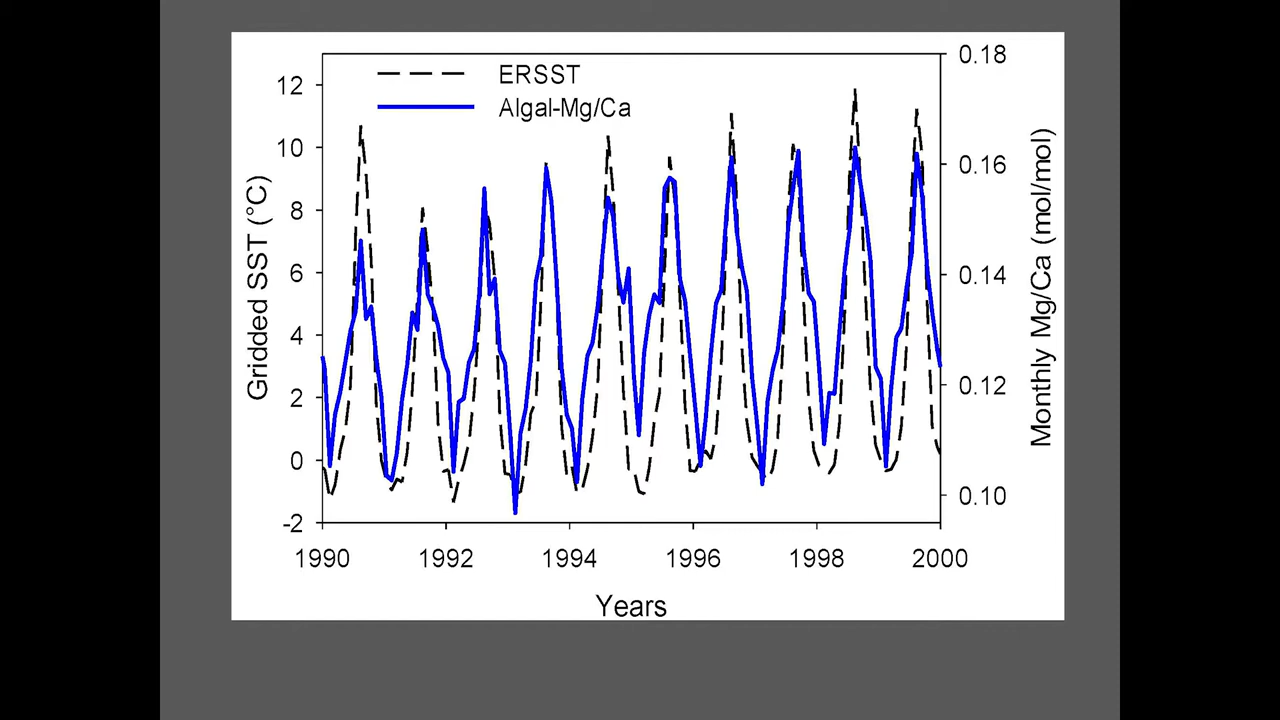 ERSST
Algal-Mg/Ca
Gridded SST (°C)
12
10
8
6
4
2
0
-2
0.18
0.16
0.14
0.12
0.10
Monthly Mg/Ca (mol/mol)
1990 1992 1994 1996 1998 2000
Years